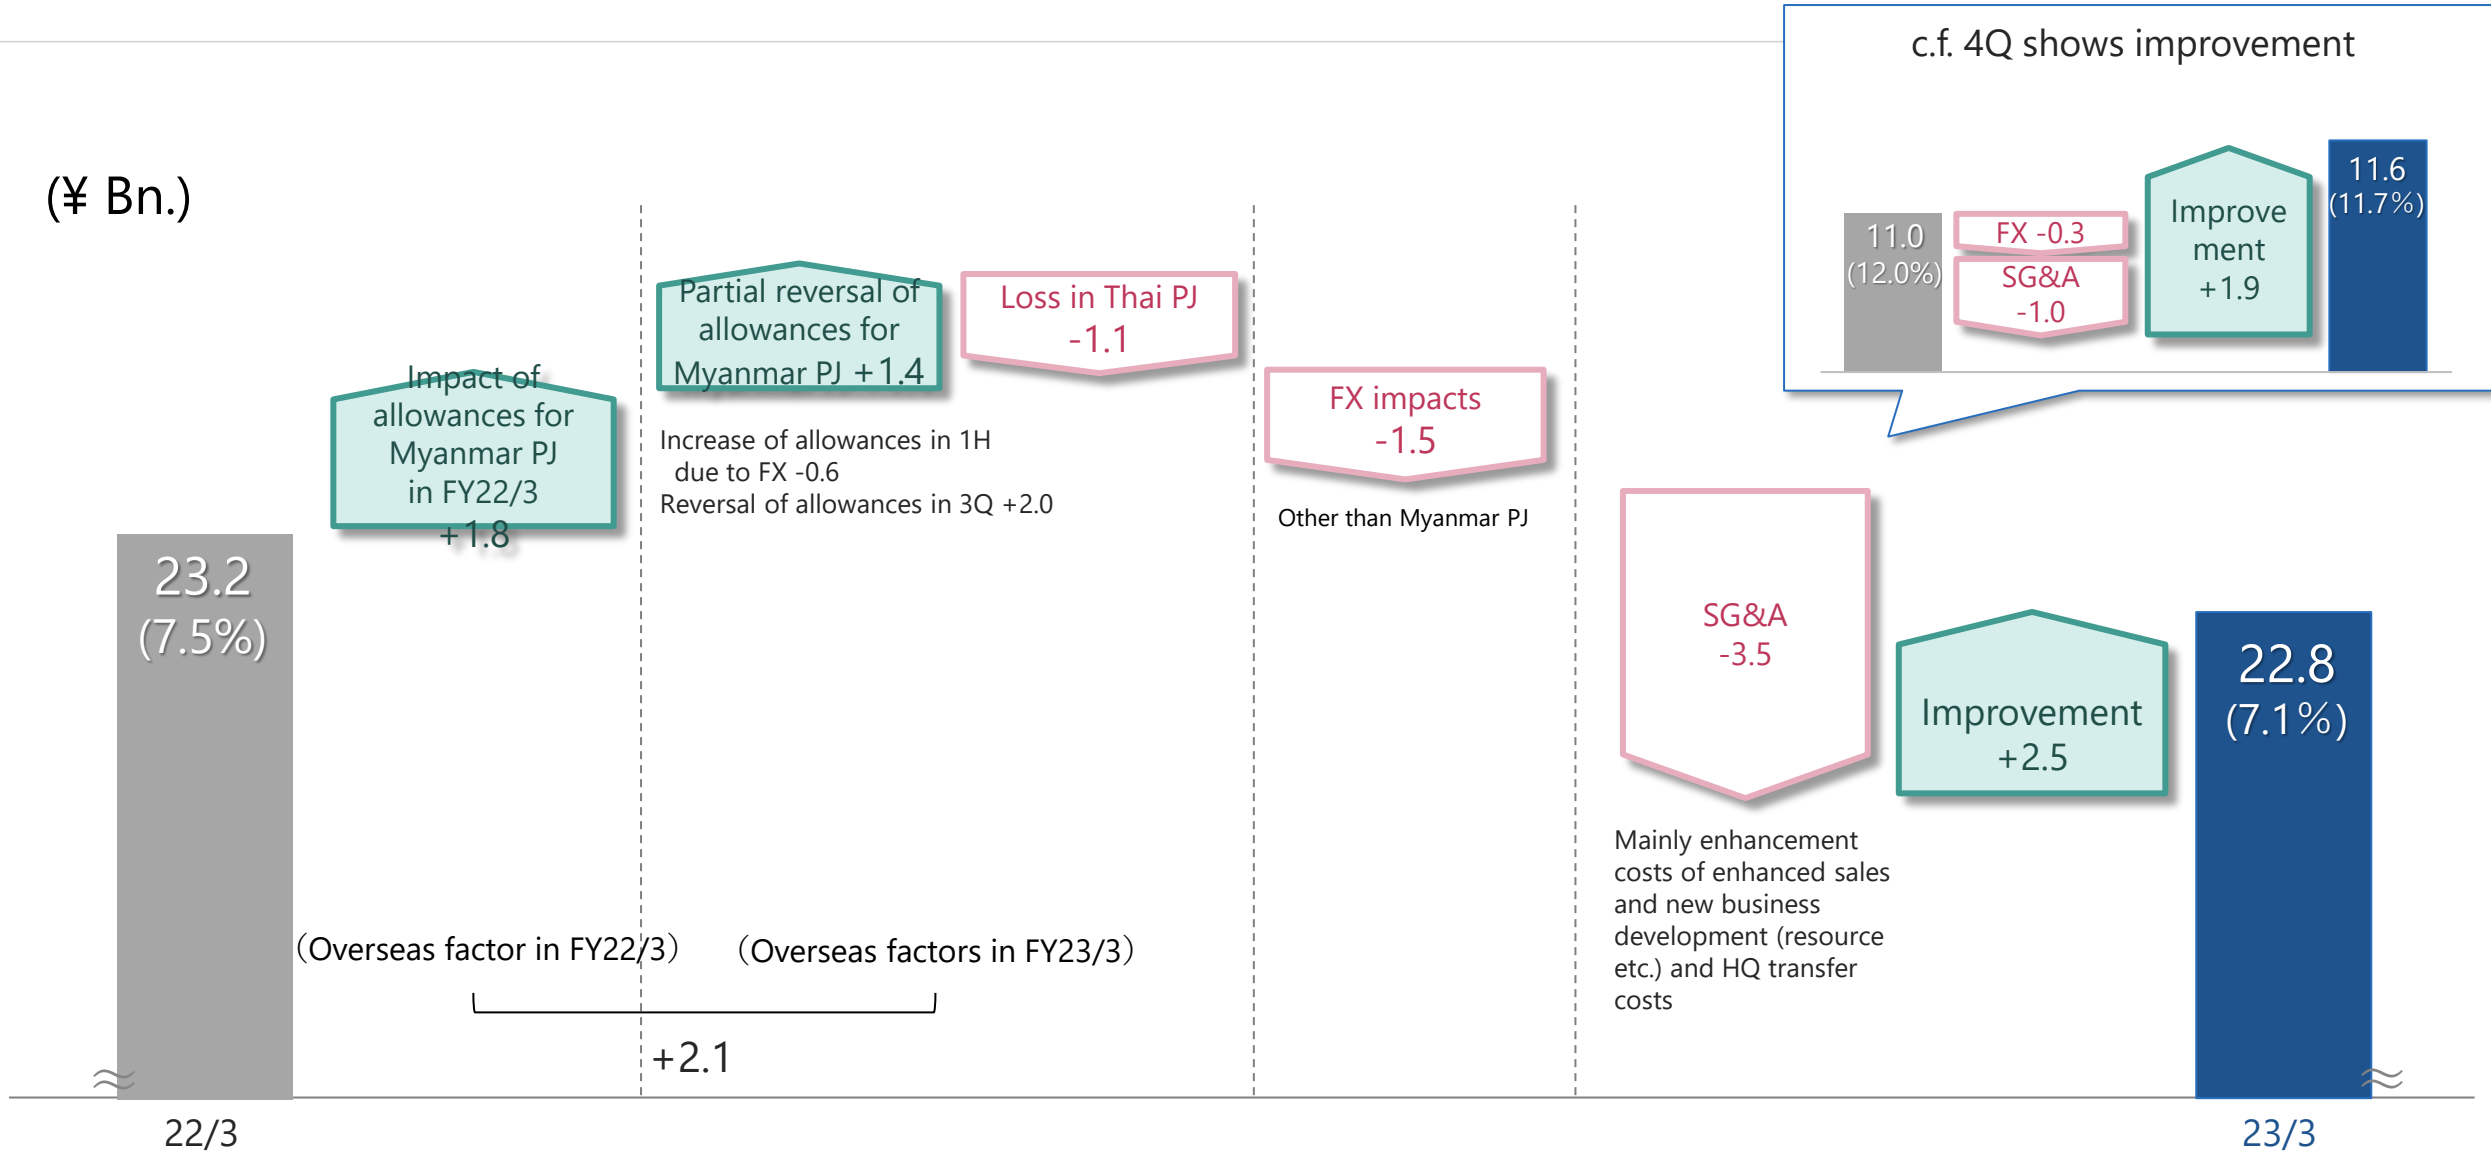 c.f. 4Q shows improvement
11.0
(12.0%)
FX -0.3
SG&A
-1.0
Improve
ment
+1.9
11.6
(11.7%)
(¥ Bn.)
23.2
(7.5%)
Impact of
allowances for
Myanmar PJ
in FY22/3
+1.8
Partial reversal of
allowances for
Myanmar PJ +1.4
Loss in Thai PJ
-1.1
Increase of allowances in 1H
due to FX -0.6
Reversal of allowances in 3Q +2.0
FX impacts
-1.5
Other than Myanmar PJ
SG&A
-3.5
Mainly enhancement
costs of enhanced sales
and new business
development (resource
etc.) and HQ transfer
costs
Improvement
+2.5
22.8
(7.1%)
（Overseas factor in FY22/3）
（Overseas factors in FY23/3）
+2.1
22/3
23/3